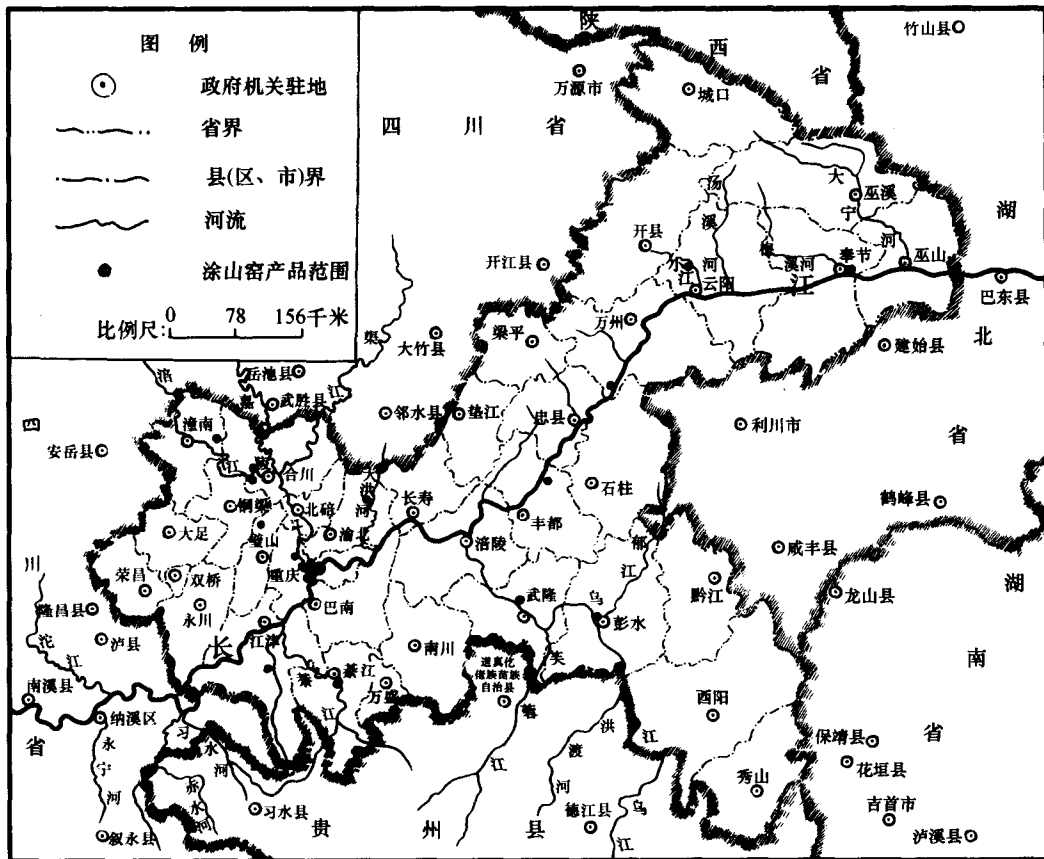 图 例
政府机关驻地
省界
县(区、市)界
河流
涂山窑产品范围
比例尺:0 78 156千米
陕
西
省
竹山县
万源市
城口
四川省
湖
北
省
汤
溪
河
大
宁
河
巫溪
开县
开江县
江
云阳
溪河
奉节
巫山
江
巴东县
万州
梁平
建始县
大竹县
渠
江
岳池县
涪
嘉
武胜县
邻水县
垫江
忠县
利川市
四
潼南
安岳县
江
陵
合川
大
洪
河
石柱
鹤峰县
铜梁
北碚
长寿
大足
渝北
丰都
璧山
涪陵
郁
江
咸丰县
川
荣昌
双桥
重庆
武隆
乌
黔江
龙山县
湖
隆昌县
永川
巴南
彭水
泸县
沱
江
长
江津
南川
芙
南
南溪县
綦江
綦
江
万盛
道真仡
佬族苗族
自治县
酉阳
纳溪区
省
习
水
河
江
洪
渡
河
江
保靖县
省
永
宁
河
花垣县
赤
水
河
秀山
习水县
吉首市
叙永县
贵州县
德江县
乌
江
泸溪县